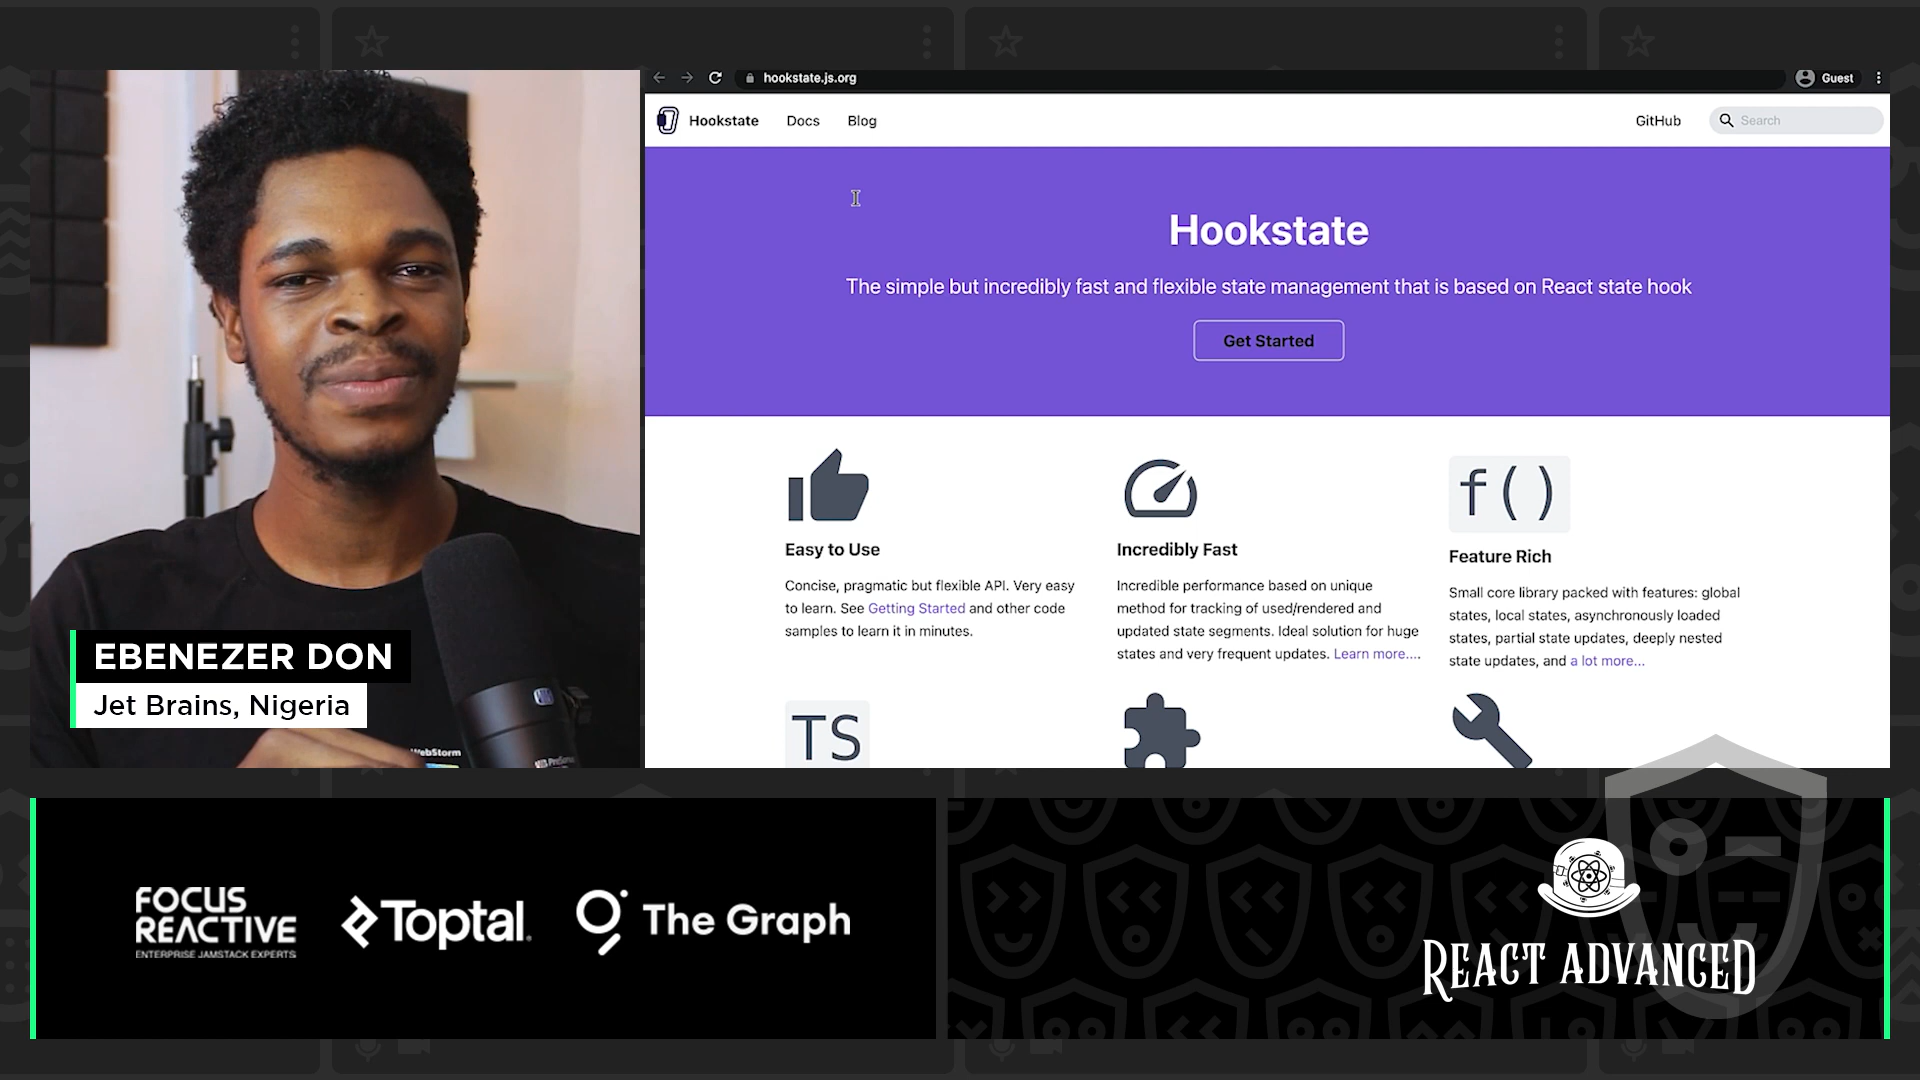 hookstate.js.org
Guest
Hookstate
Docs
Blog
GitHub
Search
Hookstate
The simple but incredibly fast and flexible state management that is based on React state hook
Get Started
Easy to Use
Concise, pragmatic but flexible API. Very easy
to learn. See Getting Started and other code
samples to learn it in minutes.
Incredibly Fast
Incredible performance based on unique
method for tracking of used/rendered and
updated state segments. Ideal solution for huge
states and very frequent updates. Learn more....
f()
Feature Rich
Small core library packed with features: global
states, local states, asynchronously loaded
states, partial state updates, deeply nested
state updates, and a lot more...
TS
EBENEZER DON
Jet Brains, Nigeria
WebStorm
FOCUS
REACTIVE
ENTERPRISE JAMSTACK EXPERTS
Toptal
The Graph
REACT ADVANCED